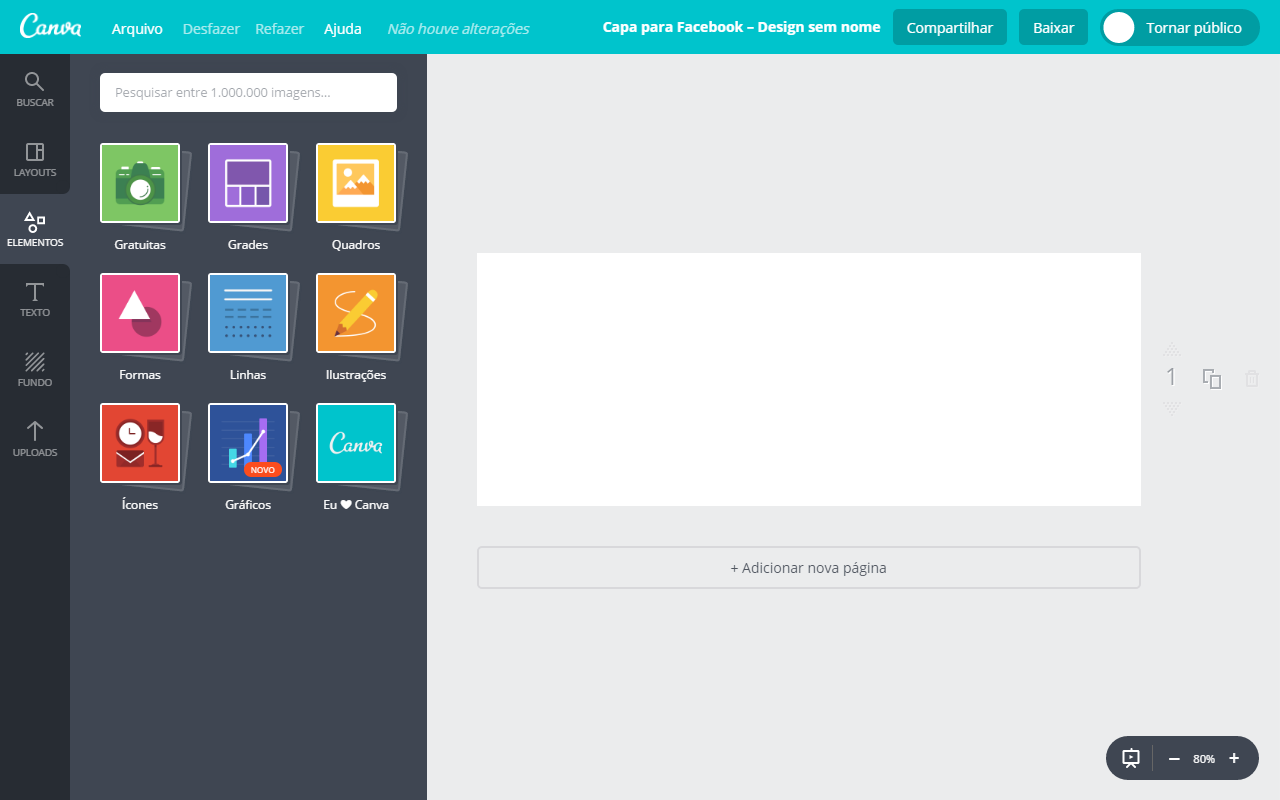 Canva Arquivo Desfazer Refazer Ajuda Não houve alterações Capa para Facebook – Design sem nome Compartilhar Baixar Tornar público
BUSCAR
LAYOUTS
ELEMENTOS
TEXTO
FUNDO
UPLOADS
Pesquisar entre 1.000.000 imagens...
Gratuitas Grades Quadros
Formas Linhas Ilustrações
NOVO
Canva
Ícones Gráficos Eu ♥ Canva
1
+ Adicionar nova página
− 80% +